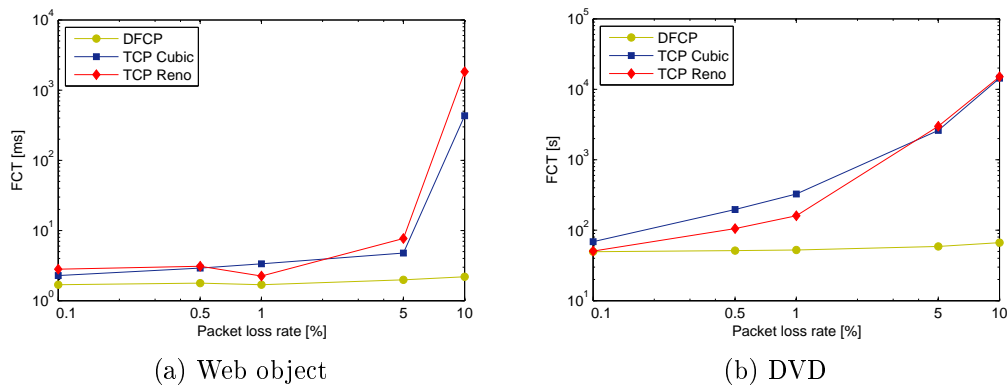 10^4
10^3
10^2
10^1
10^0
FCT [ms]
DFCP
TCP Cubic
TCP Reno
0.1 0.5 1 5 10
Packet loss rate [%]
(a) Web object
10^5
10^4
10^3
10^2
10^1
FCT [s]
DFCP
TCP Cubic
TCP Reno
0.1 0.5 1 5 10
Packet loss rate [%]
(b) DVD